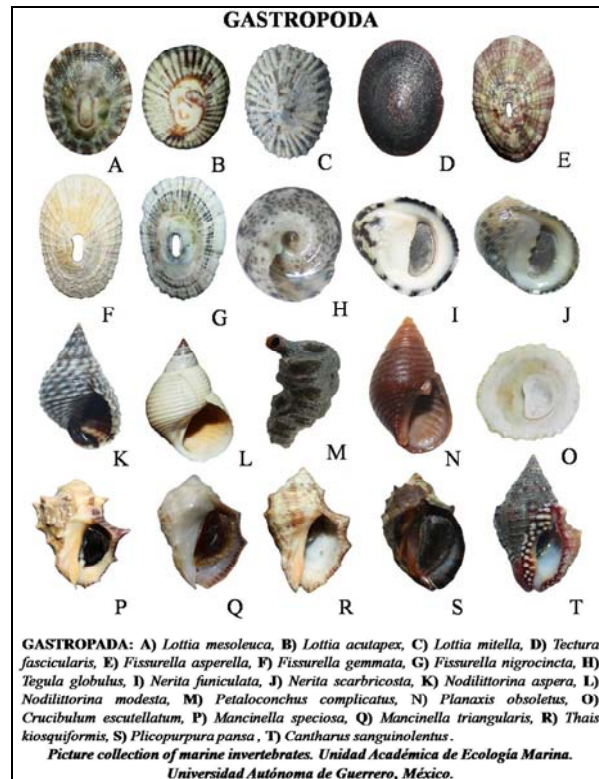 GASTROPODA
A B C D E
F G H I J
K L M N O
P Q R S T
GASTROPADA: A) Lottia mesoleuca, B) Lottia acutapex, C) Lottia mitella, D) Tectura
fascicularis, E) Fissurella asperella, F) Fissurella gemmata, G) Fissurella nigrocincta, H)
Tegula globulus, I) Nerita funiculata, J) Nerita scarbricosta, K) Nodilittorina aspera, L)
Nodilittorina modesta, M) Petaloconchus complicatus, N) Planaxis obsoletus, O)
Crucibulum escutellatum, P) Mancinella speciosa, Q) Mancinella triangularis, R) Thais
kiosquiformis, S) Plicopurpura pansa , T) Cantharus sanguinolentus .
Picture collection of marine invertebrates. Unidad Académica de Ecología Marina.
Universidad Autónoma de Guerrero, México.